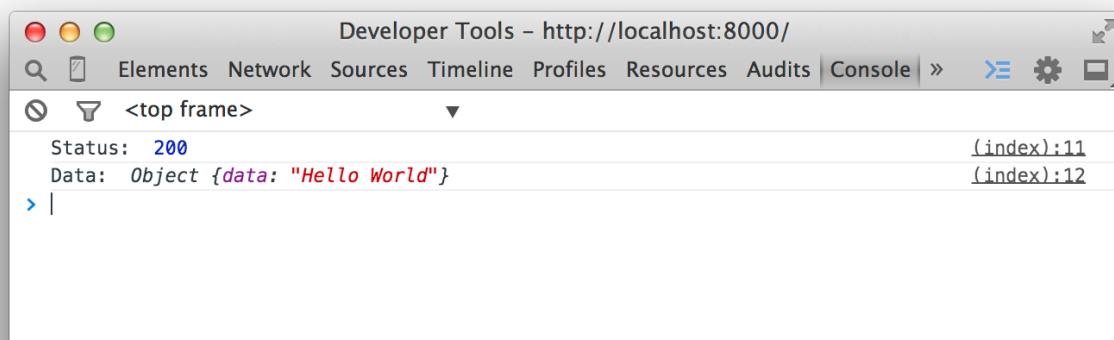 Developer Tools - http://localhost:8000/
Elements Network Sources Timeline Profiles Resources Audits Console »
<top frame> ▼
Status: 200 (index):11
Data: Object {data: "Hello World"} (index):12
>